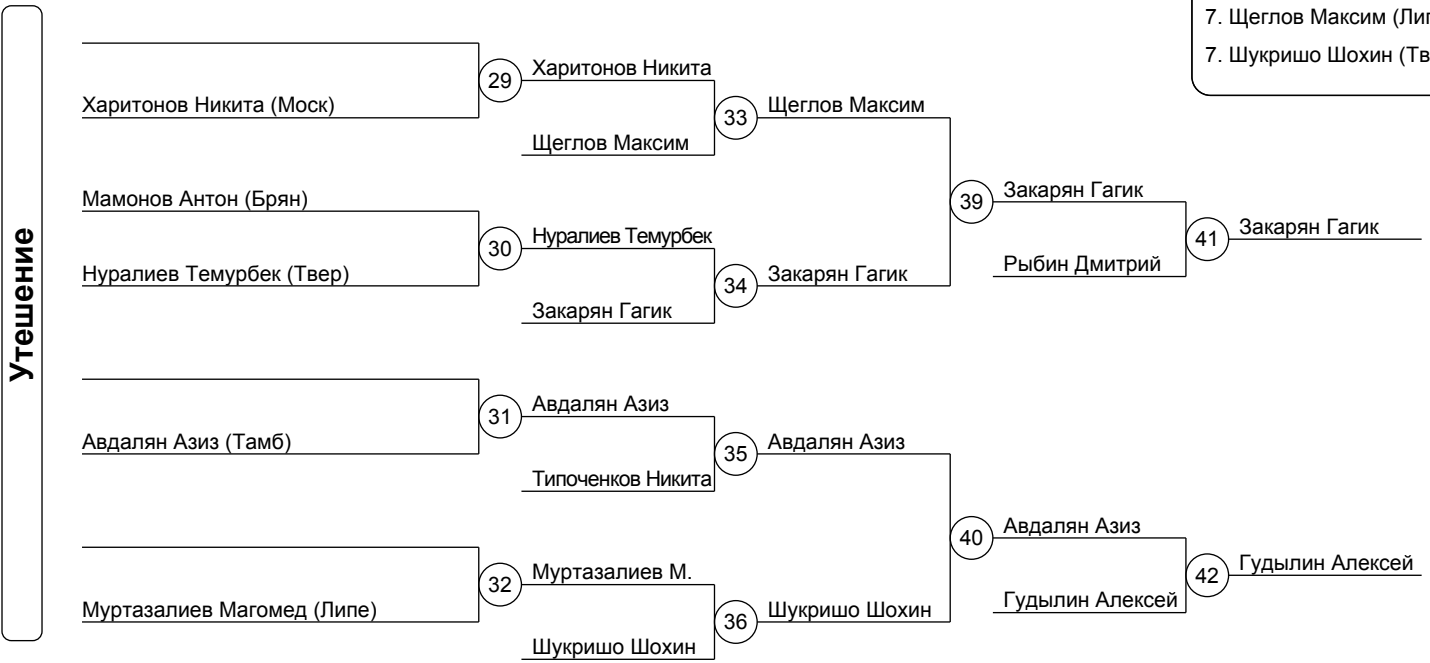 7. Щеглов Максим (Лип
7. Шукришо Шохин (Тв
Утешение
29
Харитонов Никита
Харитонов Никита (Моск)
33
Щеглов Максим
Щеглов Максим
Мамонов Антон (Брян)
39
Закарян Гагик
30
Нуралиев Темурбек
41
Закарян Гагик
Нуралиев Темурбек (Твер)
34
Закарян Гагик
Рыбин Дмитрий
Закарян Гагик
31
Авдалян Азиз
Авдалян Азиз (Тамб)
35
Авдалян Азиз
Типоченков Никита
40
Авдалян Азиз
32
Муртазалиев М.
42
Гудылин Алексей
Муртазалиев Магомед (Липе)
36
Шукришо Шохин
Гудылин Алексей
Шукришо Шохин